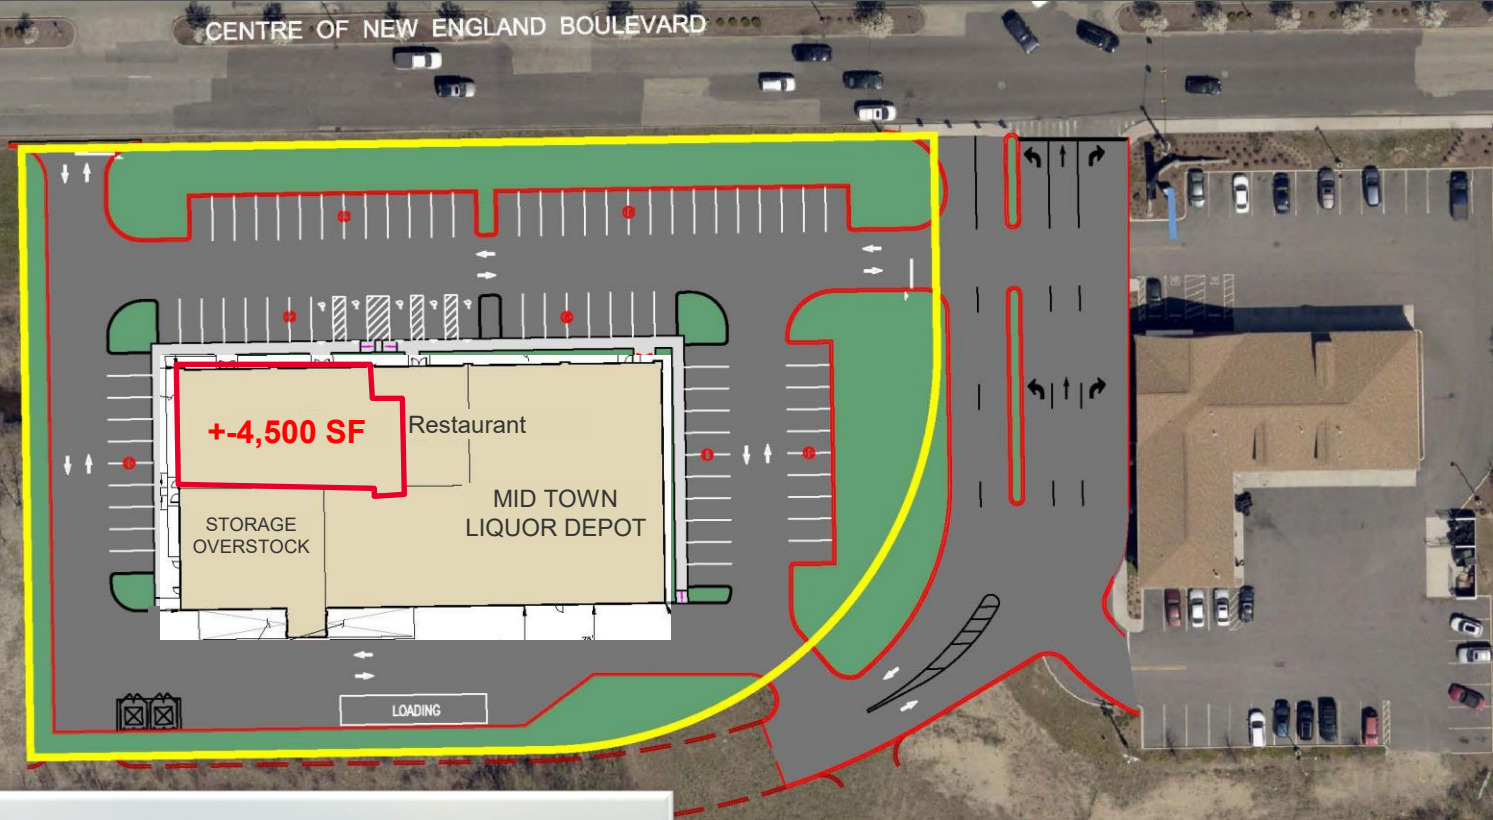 CENTRE OF NEW ENGLAND BOULEVARD
+-4,500 SF
Restaurant
MID TOWN
LIQUOR DEPOT
STORAGE
OVERSTOCK
LOADING